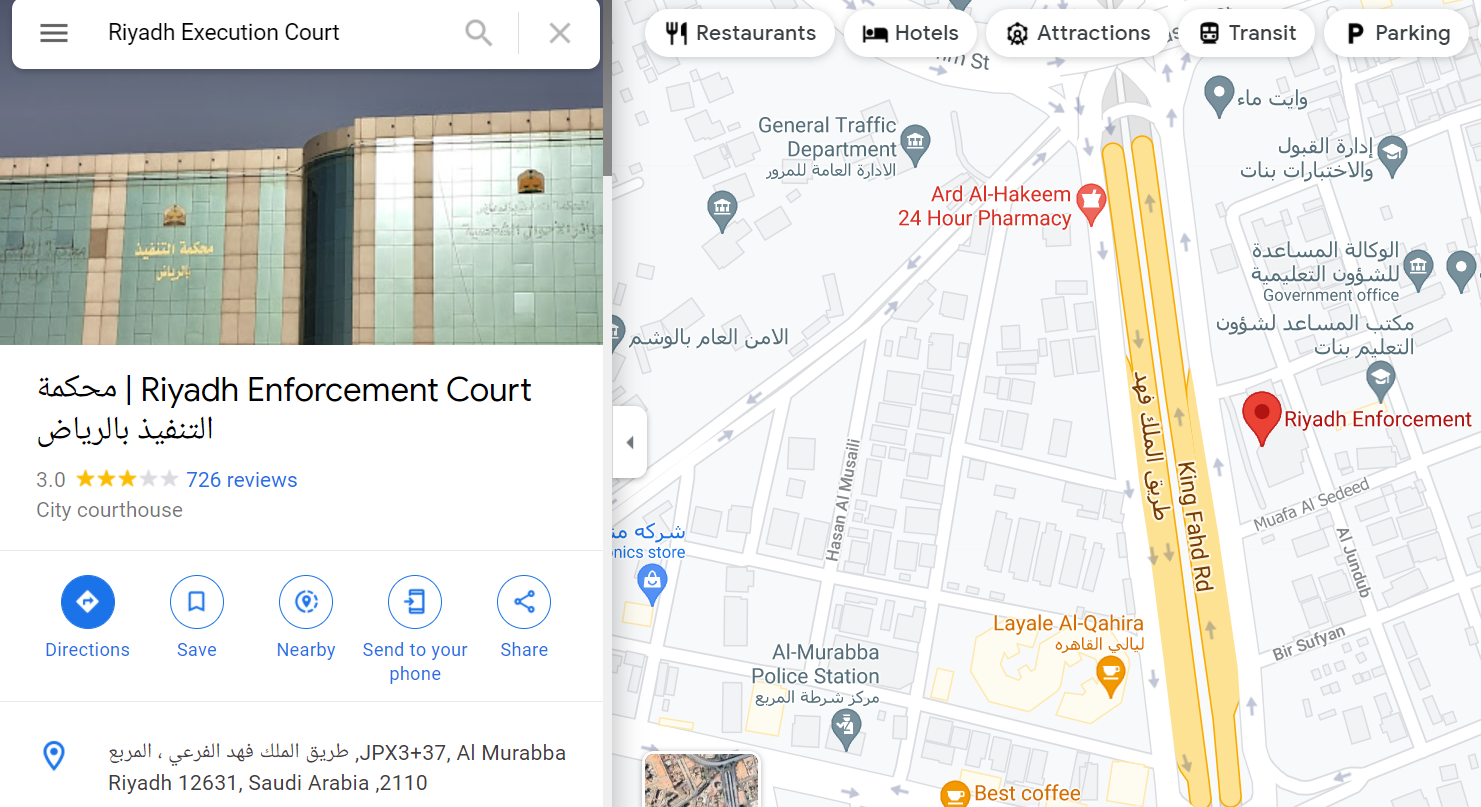 Riyadh Execution Court
محكمة التنفيذ
بالرياض
محكمة | Riyadh Enforcement Court
التنفيذ بالرياض
3.0
726 reviews
City courthouse
Directions
Save
Nearby
Send to your
phone
Share
طريق الملك فهد الفرعي ، المربع ,JPX3+37, Al Murabba
Riyadh 12631, Saudi Arabia ,2110
Restaurants
Hotels
Attractions
Transit
Parking
St
وايت ماء
General Traffic
Department
الادارة العامة للمرور
إدارة القبول
والاختبارات بنات
Ard Al-Hakeem
24 Hour Pharmacy
الوكالة المساعدة
للشؤون التعليمية
Government office
مكتب المساعد لشؤون
التعليم بنات
الامن العام بالوشم
Riyadh Enforcement
طريق الملك فهد
King Fahd Rd
Hasan Al Musaili
Muafa Al Sedeed
Al Jundub
Bir Sufyan
شركه
nics store
Layale Al-Qahira
ليالي القاهره
Al-Murabba
Police Station
مركز شرطة المربع
Best coffee